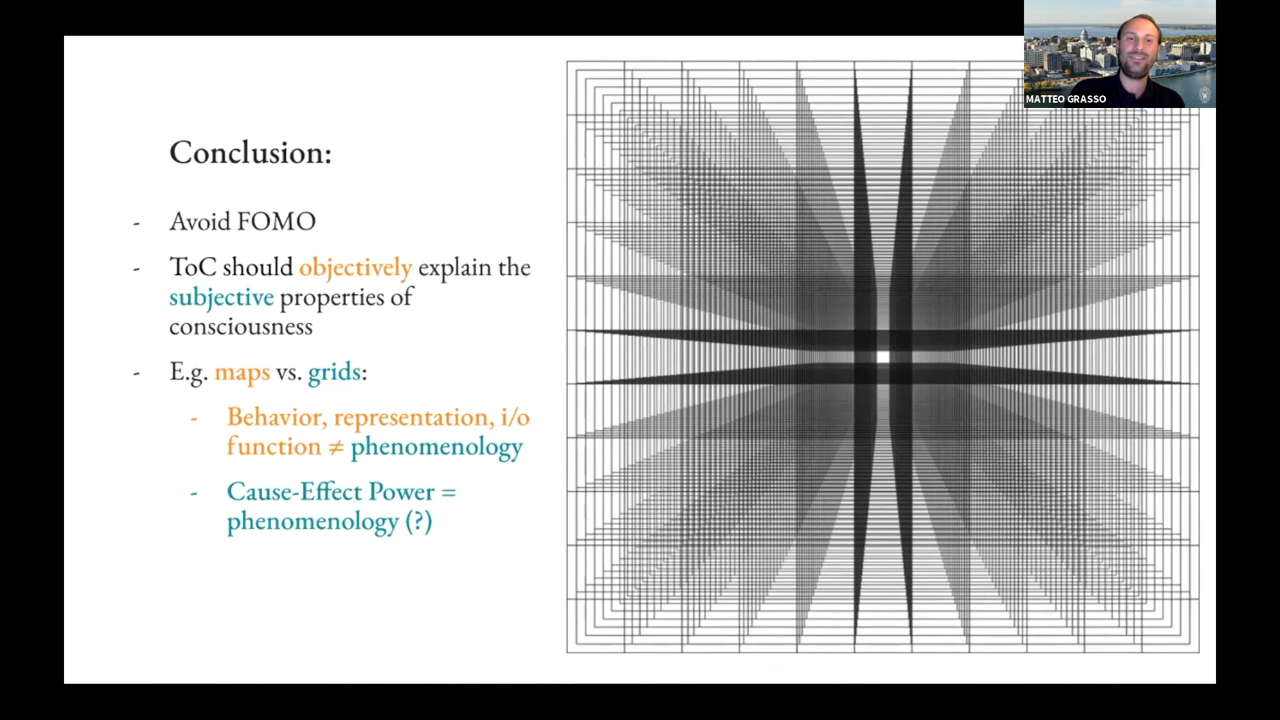 MATTEO GRASSO
Conclusion:
- Avoid FOMO
- ToC should objectively explain the
subjective properties of
consciousness
- E.g. maps vs. grids:
- Behavior, representation, i/o
function ≠ phenomenology
- Cause-Effect Power =
phenomenology (?)